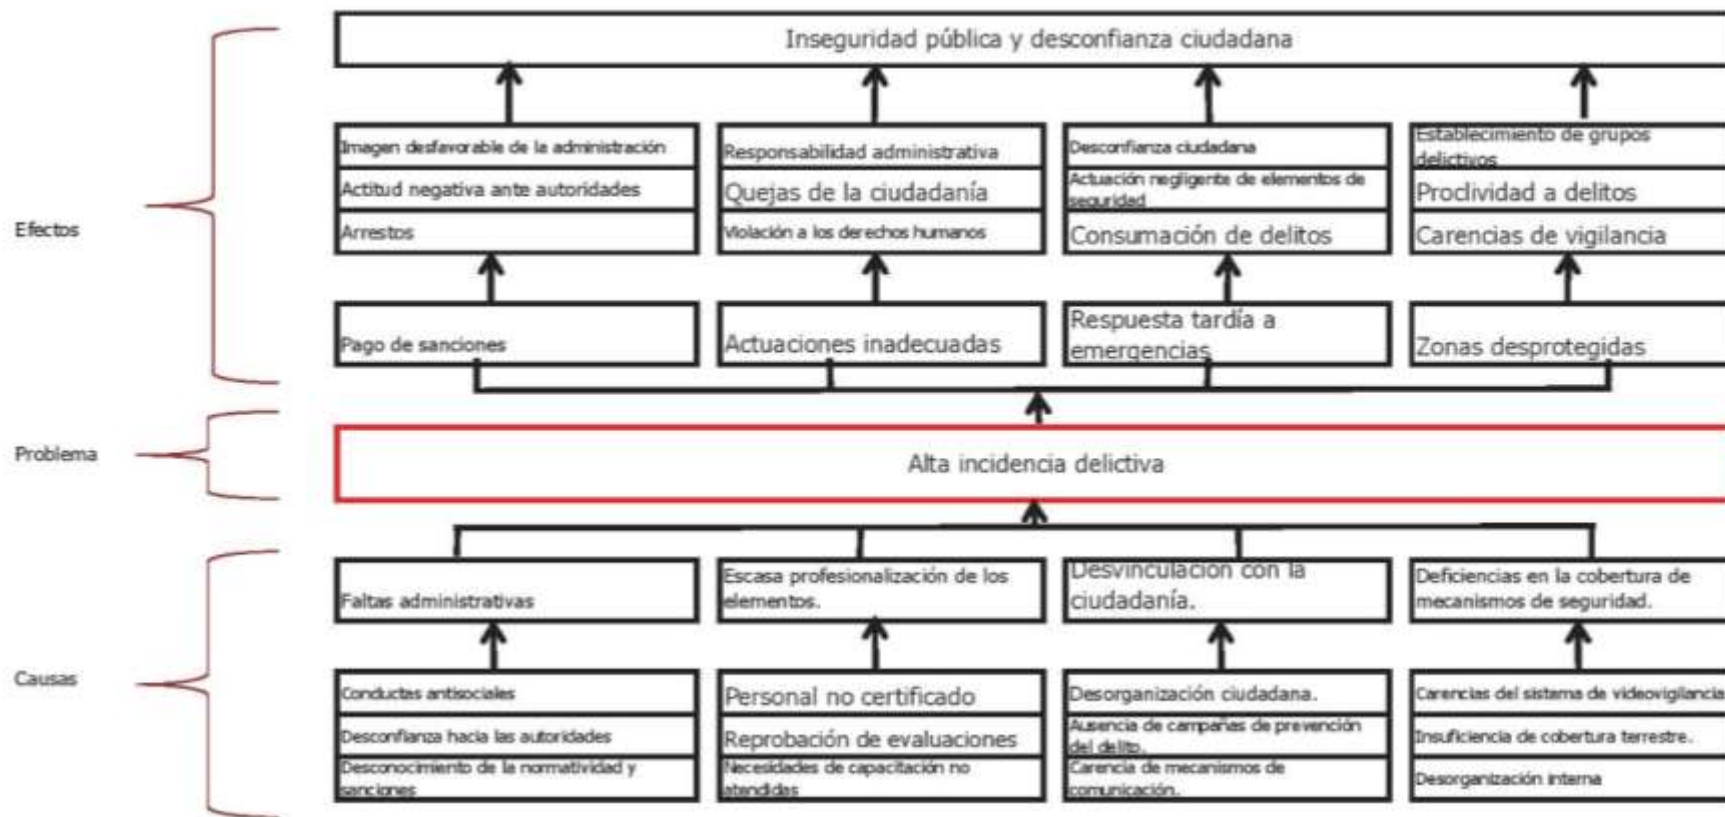 Inseguridad pública y desconfianza ciudadana
Efectos
Imagen desfavorable de la administración
Actitud negativa ante autoridades
Arrestos
Responsabilidad administrativa
Quejas de la ciudadanía
Violación a los derechos humanos
Desconfianza ciudadana
Actuación negligente de elementos de
seguridad
Consumación de delitos
Establecimiento de grupos
delictivos
Proclividad a delitos
Carencias de vigilancia
Pago de sanciones
Actuaciones inadecuadas
Respuesta tardía a
emergencias
Zonas desprotegidas
Problema
Alta incidencia delictiva
Causas
Faltas administrativas
Escasa profesionalización de los
elementos.
Desvinculación con la
ciudadanía.
Deficiencias en la cobertura de
mecanismos de seguridad.
Conductas antisociales
Desconfianza hacia las autoridades
Desconocimiento de la normatividad y
sanciones
Personal no certificado
Reprobación de evaluaciones
Necesidades de capacitación no
atendidas
Desorganización ciudadana.
Ausencia de campañas de prevención
del delito.
Carencia de mecanismos de
comunicación.
Carencias del sistema de videovigilancia
Insuficiencia de cobertura terrestre.
Desorganización interna